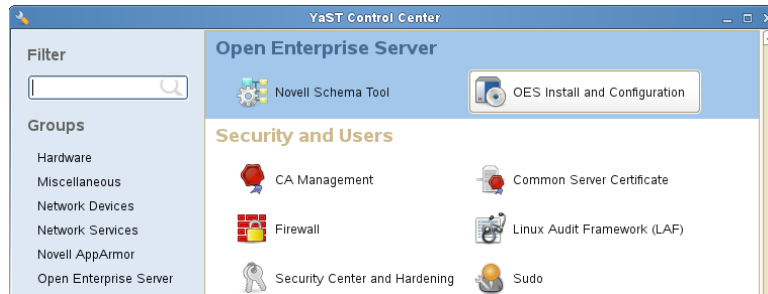 YaST Control Center
Filter
Groups
Hardware
Miscellaneous
Network Devices
Network Services
Novell AppArmor
Open Enterprise Server
Open Enterprise Server
Novell Schema Tool
OES Install and Configuration
Security and Users
CA Management
Common Server Certificate
Firewall
Linux Audit Framework (LAF)
Security Center and Hardening
Sudo